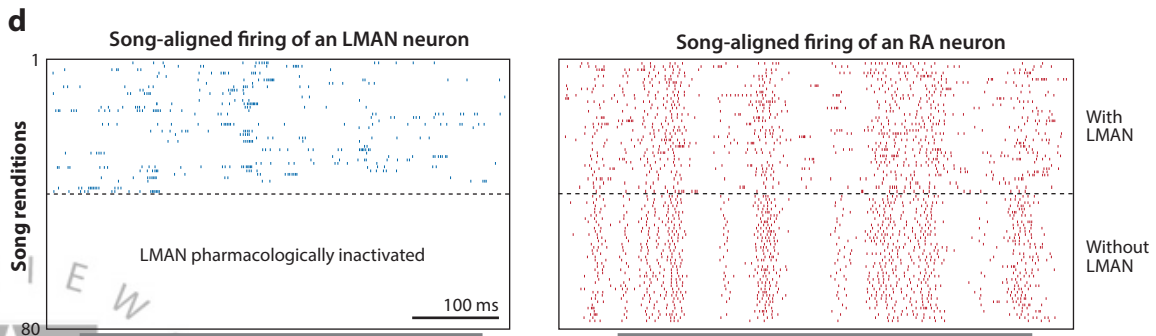 d
Song-aligned firing of an LMAN neuron
Song-aligned firing of an RA neuron
1
Song renditions
With
LMAN
LMAN pharmacologically inactivated
Without
LMAN
I E W
100 ms
80